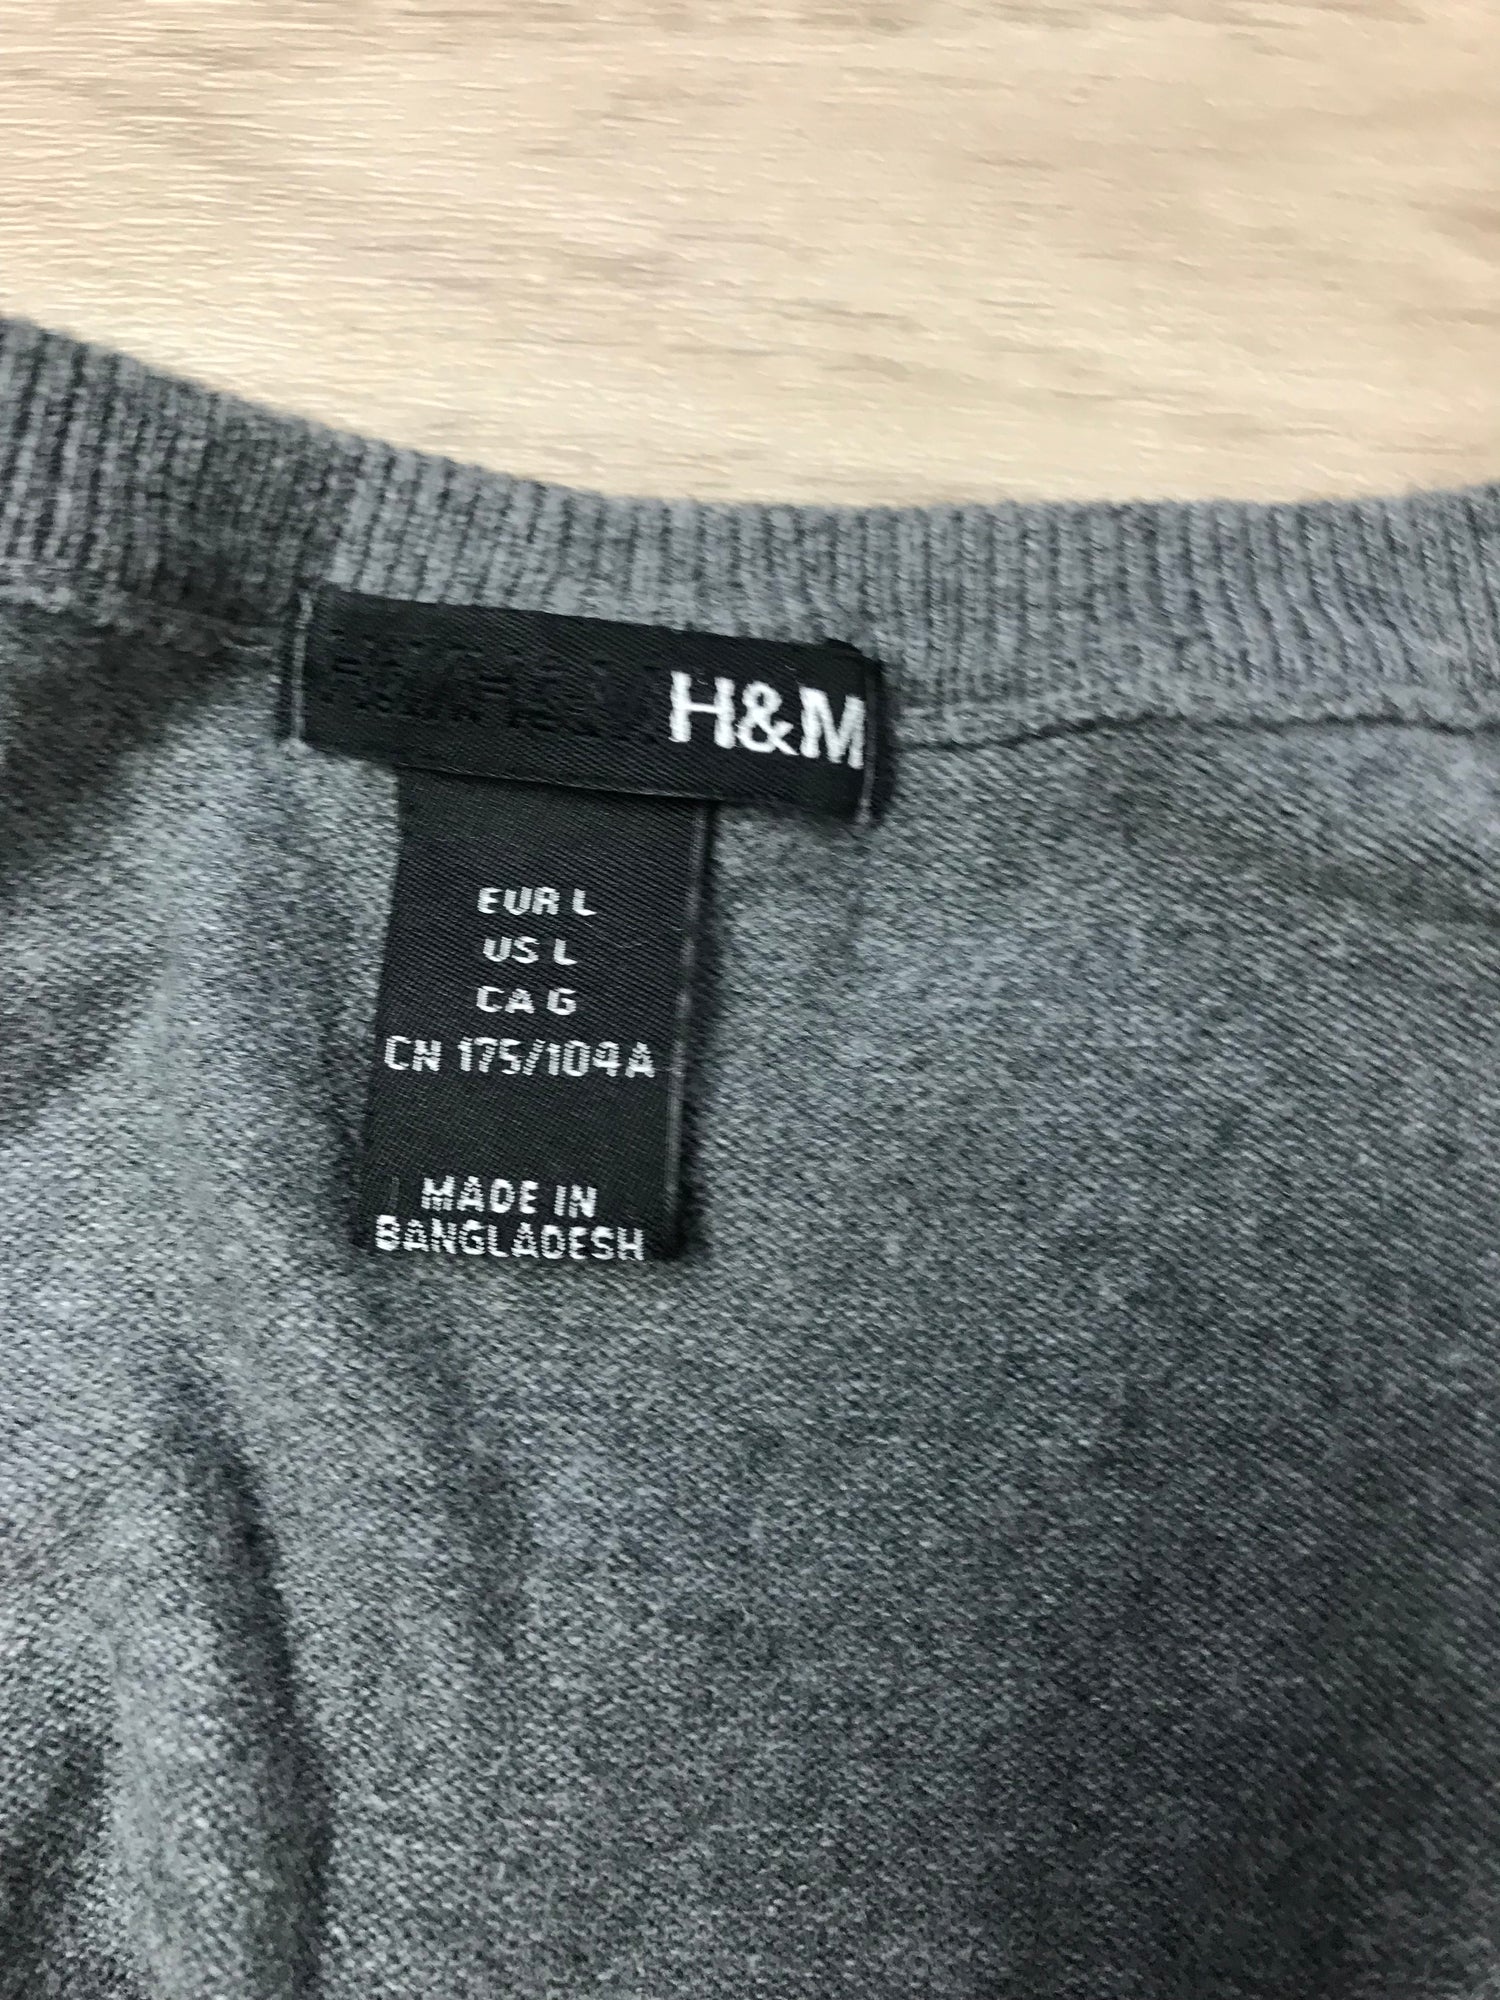 H&M
EUR L
US L
CA G
CN 175/104A
MADE IN
BANGLADESH